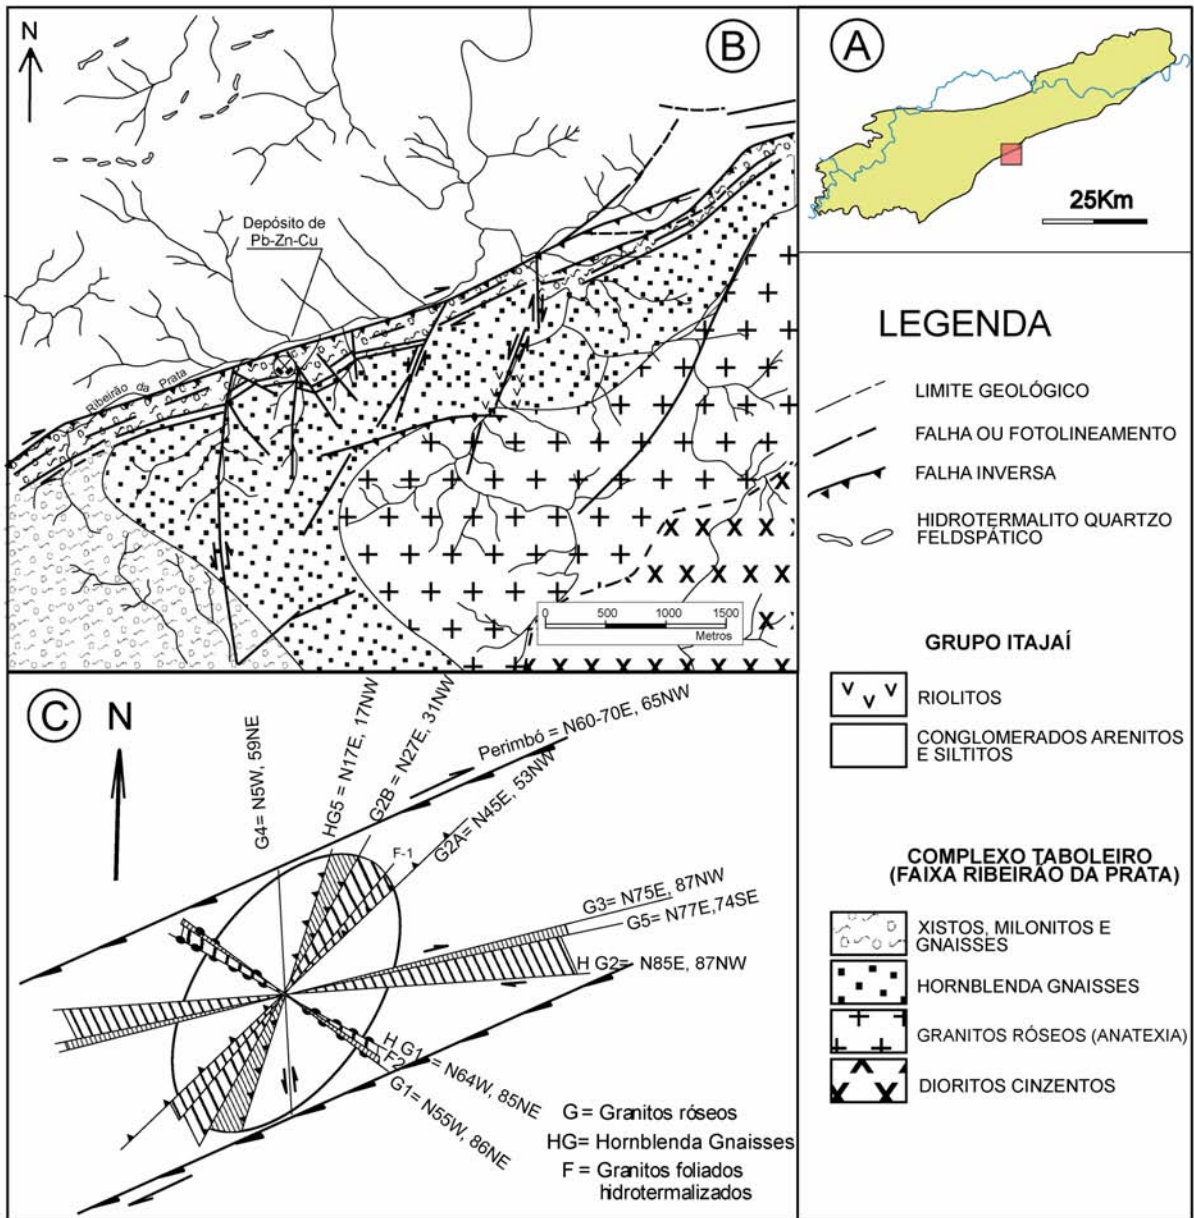 N
B
Depósito de
Pb-Zn-Cu
Ribeirão da Prata
0 500 1000 1500
Metros
A
25Km
LEGENDA
LIMITE GEOLÓGICO
FALHA OU FOTOLINEAMENTO
FALHA INVERSA
HIDROTERMALITO QUARTZO
FELDSPÁTICO
GRUPO ITAJAÍ
RIOLITOS
CONGLOMERADOS ARENITOS
E SILTITOS
COMPLEXO TABOLEIRO
(FAIXA RIBEIRÃO DA PRATA)
XISTOS, MILONITOS E
GNAISSES
HORNBLENDA GNAISSES
GRANITOS RÓSEOS (ANATEXIA)
DIORITOS CINZENTOS
C
N
G4= N5W, 59NE
HG5 = N17E, 17NW
G2B = N27E, 31NW
Perimbó = N60-70E, 65NW
G2A= N45E, 53NW
F-1
G3= N75E, 87NW
G5= N77E,74SE
H G2= N85E, 87NW
H G1 = N64W, 85NE
F2
G1= N55W, 86NE
G= Granitos róseos
HG= Hornblenda Gnaisses
F = Granitos foliados
hidrotermalizados